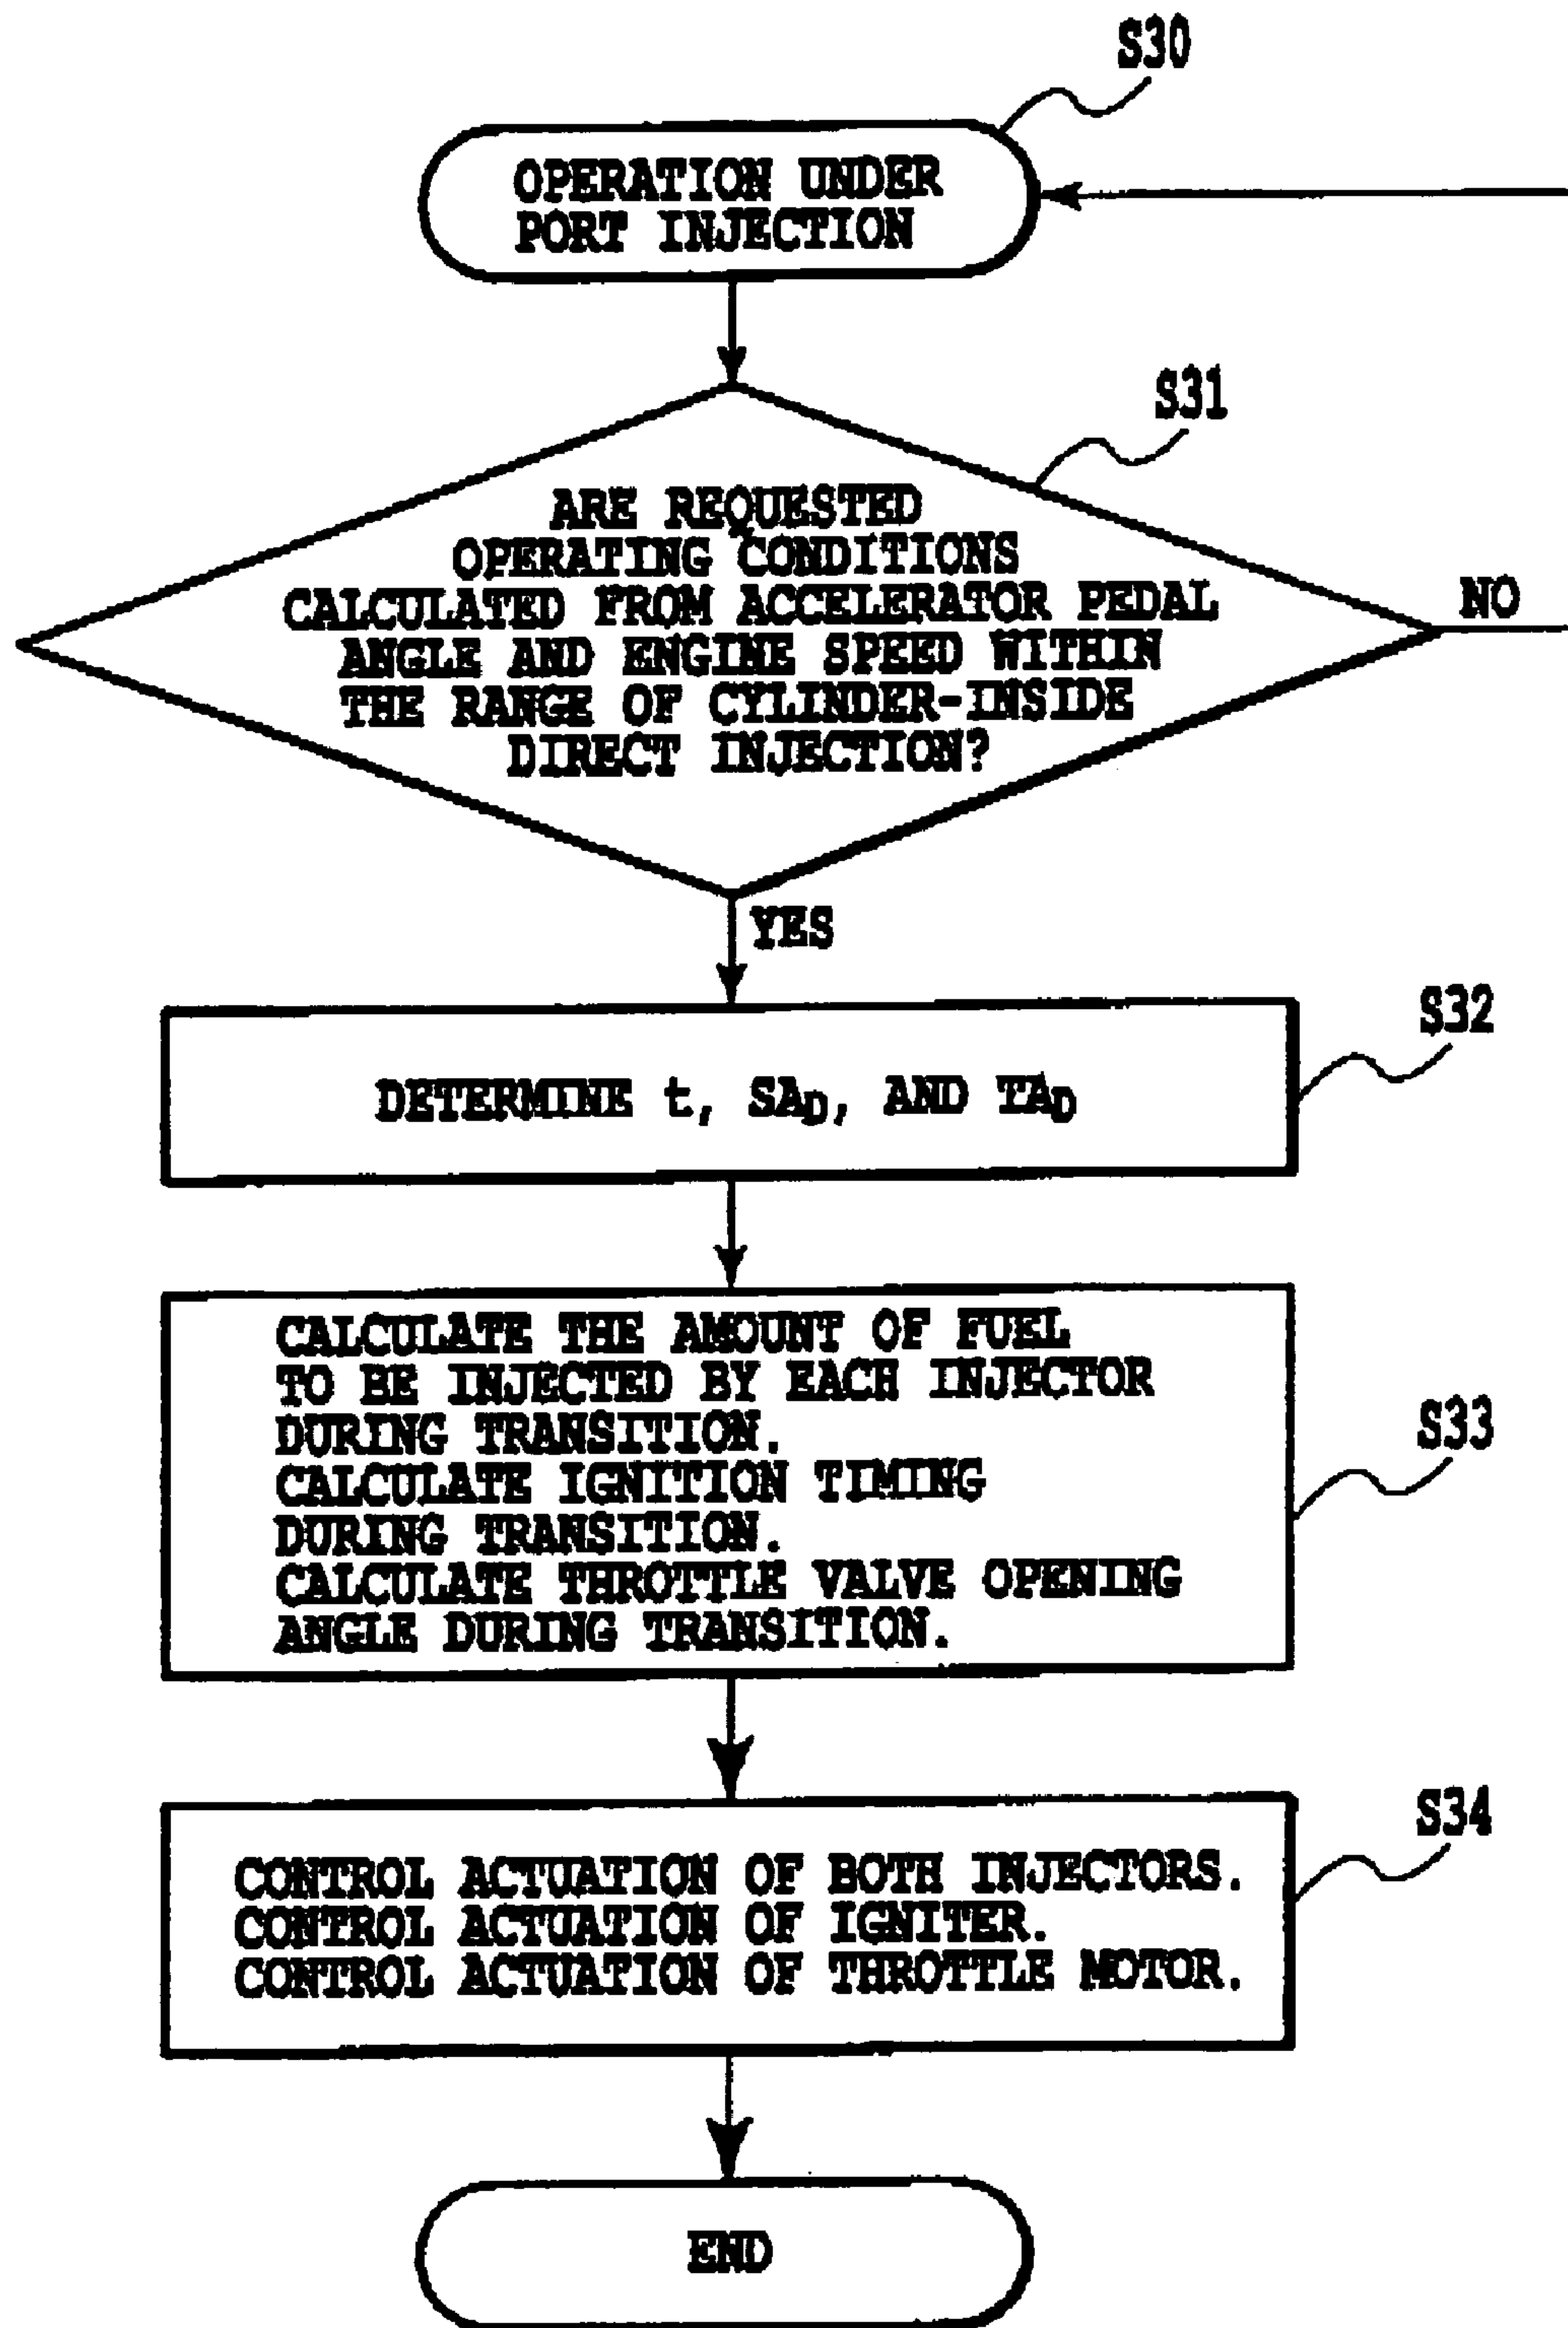 S30
OPERATION UNDER
PORT INJECTION
S31
ARE REQUESTED
OPERATING CONDITIONS
CALCULATED FROM ACCELERATOR PEDAL
ANGLE AND ENGINE SPEED WITHIN
THE RANGE OF CYLINDER-INSIDE
DIRECT INJECTION?
NO
YES
S32
DETERMINE t, SAD, AND TAD
S33
CALCULATE THE AMOUNT OF FUEL
TO BE INJECTED BY EACH INJECTOR
DURING TRANSITION.
CALCULATE IGNITION TIMING
DURING TRANSITION.
CALCULATE THROTTLE VALVE OPENING
ANGLE DURING TRANSITION.
S34
CONTROL ACTUATION OF BOTH INJECTORS.
CONTROL ACTUATION OF IGNITER.
CONTROL ACTUATION OF THROTTLE MOTOR.
END